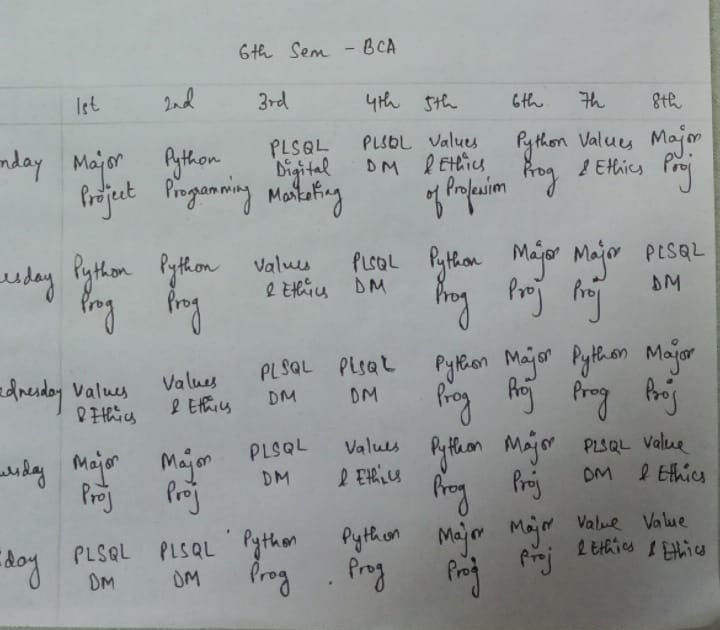 6th Sem - BCA
1st 2nd 3rd 4th 5th 6th 7th 8th
nday Major Python PLSQL PLSQL Values Python Values Major
Project Programming Digital DM & Ethics Prog & Ethics Proj
Marketing of Profession
esday Python Python Values PLSQL Python Major Major PLSQL
Prog Prog & Ethics DM Prog Proj Proj DM
dnesday Values Values PLSQL PLSQL Python Major Python Major
& Ethics & Ethics DM DM Prog Proj Prog Proj
ursday Major Major PLSQL Values Python Major PLSQL Value
Proj Proj DM & Ethics Prog Proj DM & Ethics
day PLSQL PLSQL Python Python Major Major Value Value
DM DM Prog Prog Proj Proj & Ethics & Ethics